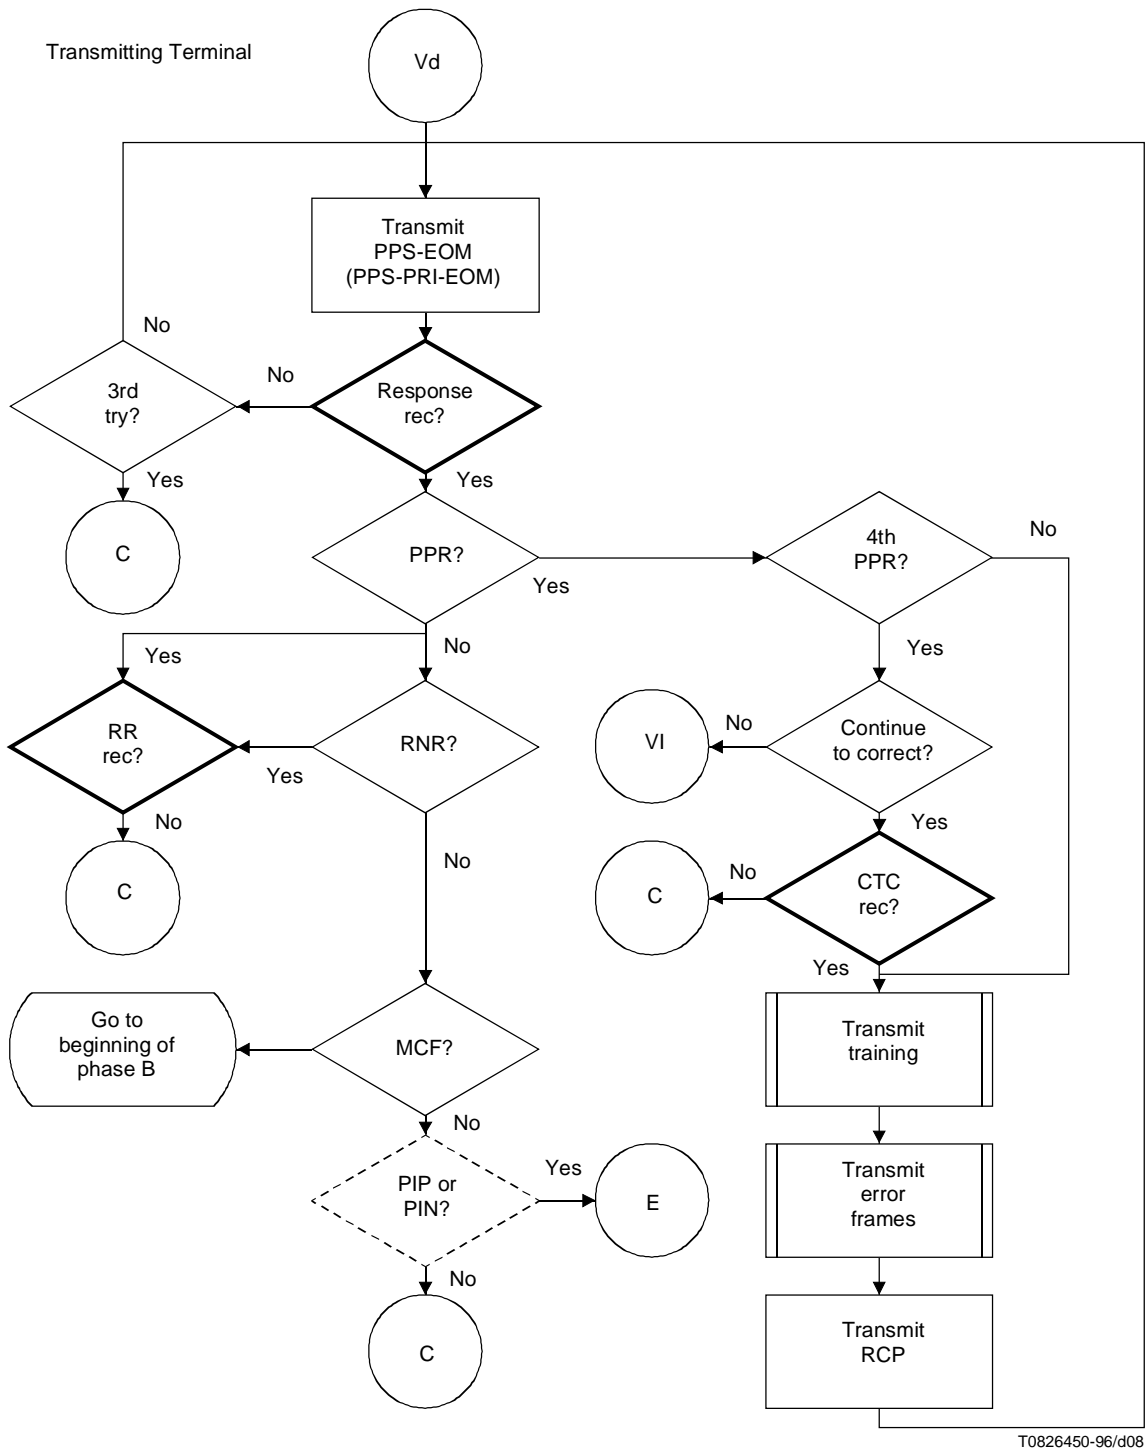 Transmitting Terminal
Vd
Transmit
PPS-EOM
(PPS-PRI-EOM)
No
3rd
try?
No
Response
rec?
Yes
Yes
C
PPR?
Yes
4th
PPR?
No
Yes
No
Yes
RR
rec?
Yes
RNR?
VI
No
Continue
to correct?
No
Yes
C
No
C
No
CTC
rec?
Yes
Go to
beginning of
phase B
MCF?
Transmit
training
No
PIP or
PIN?
Yes
E
Transmit
error
frames
No
C
Transmit
RCP
T0826450-96/d08